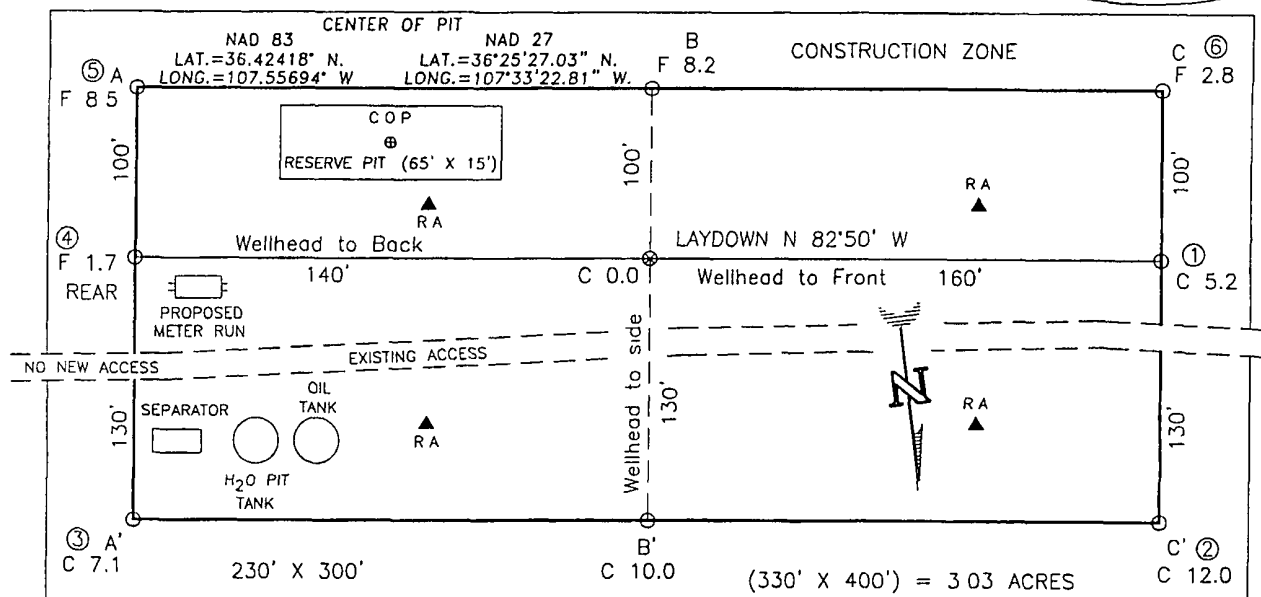 CENTER OF PIT
NAD 83
LAT.=36.42418° N.
LONG.=107.55694° W
NAD 27
LAT.=36°25'27.03" N.
LONG.=107°33'22.81" W.
B
F 8.2
CONSTRUCTION ZONE
C ⑥
F 2.8
⑤ A
F 8 5
C O P
RESERVE PIT (65' X 15')
100'
100'
100'
R A
R A
④
F 1.7
REAR
Wellhead to Back
140'
C 0.0
LAYDOWN N 82°50' W
Wellhead to Front 160'
①
C 5.2
PROPOSED
METER RUN
NO NEW ACCESS
EXISTING ACCESS
N
SEPARATOR
OIL
TANK
H2O PIT
TANK
R A
R A
130'
Wellhead to side
130'
130'
③ A'
C 7.1
230' X 300'
B'
C 10.0
(330' X 400') = 3 03 ACRES
C' ②
C 12.0